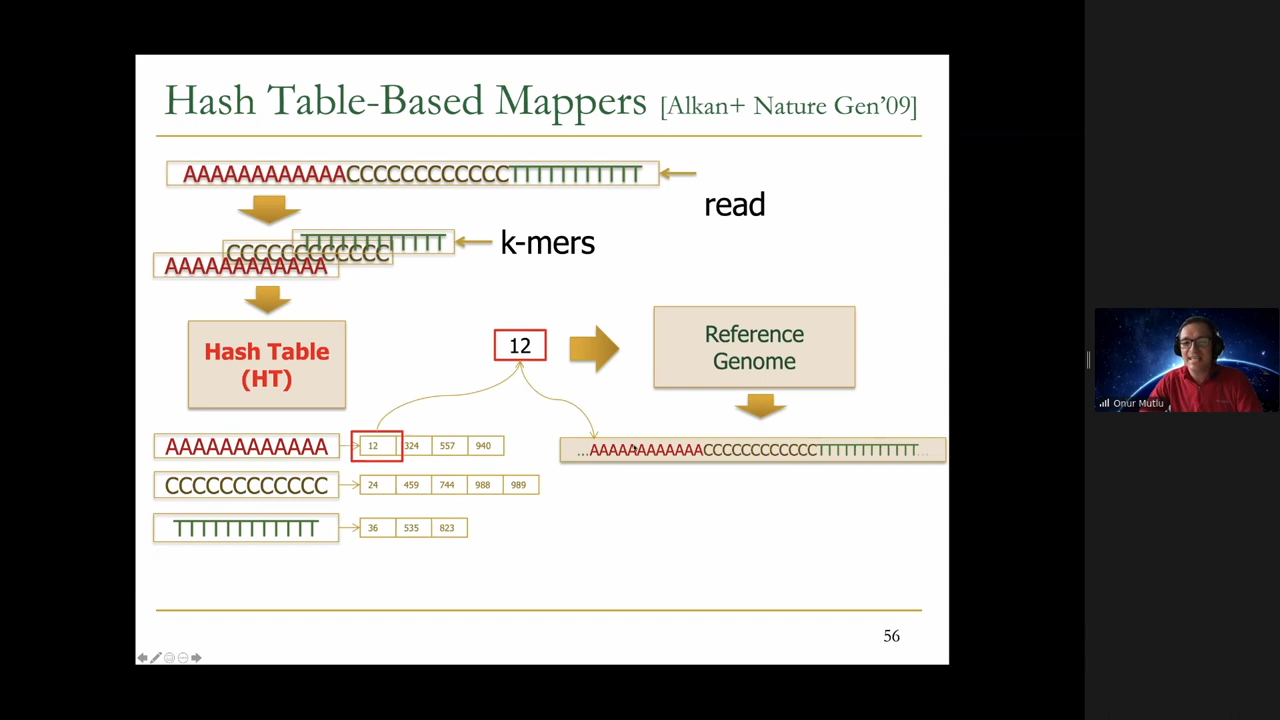 Hash Table-Based Mappers [Alkan+ Nature Gen'09]
AAAAAAAAAAAACCCCCCCCCCCCTTTTTTTTTTTT
read
k-mers
TTTTTTTTTTTT
CCCCCCCCCCCC
AAAAAAAAAAAA
Hash Table
(HT)
12
Reference
Genome
AAAAAAAAAAAA 12 324 557 940
...AAAAAAAAAAAACCCCCCCCCCCCTTTTTTTTTTTT...
CCCCCCCCCCCC 24 459 744 988 989
TTTTTTTTTTTT 36 535 823
56
Onur Mutlu